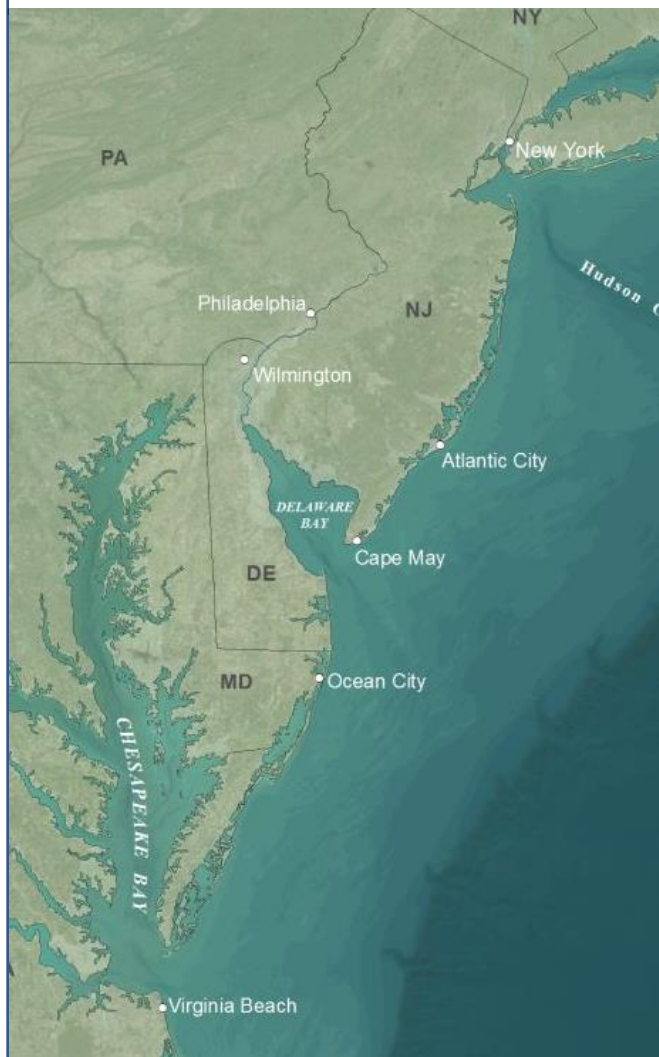 NY
New York
PA
Hudson
Philadelphia
NJ
Wilmington
Atlantic City
DELAWARE
BAY
Cape May
DE
MD
Ocean City
CHESAPEAKE BAY
Virginia Beach